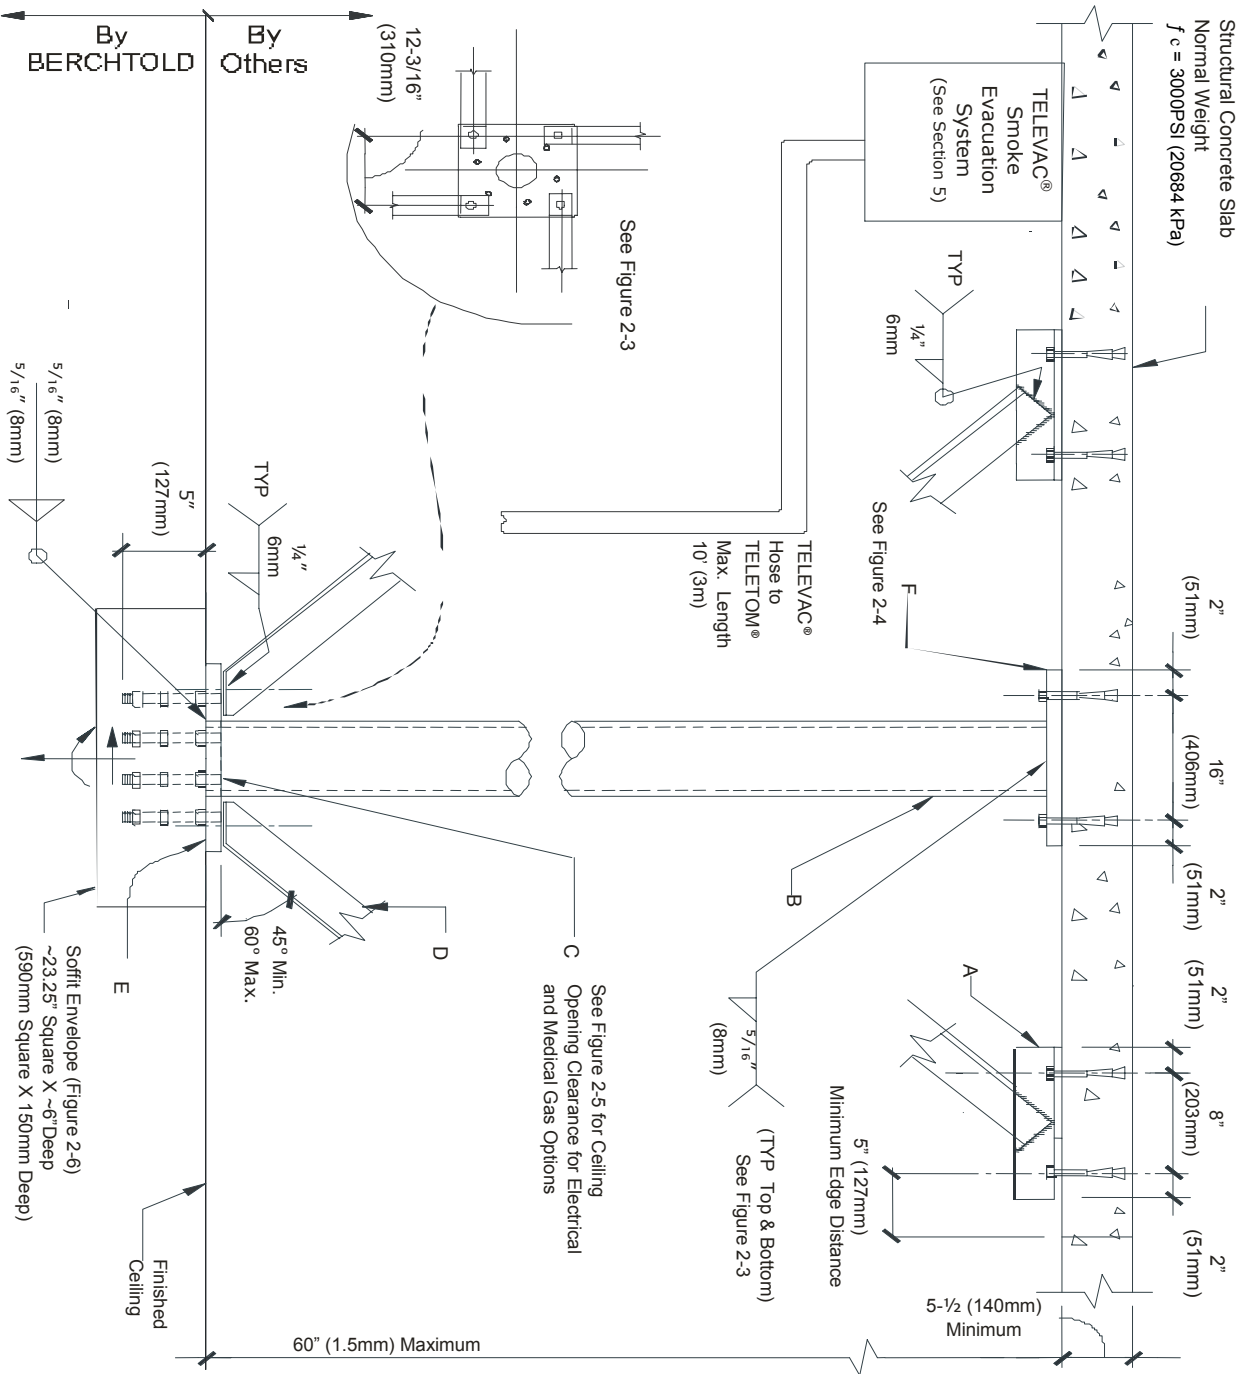 Structural Concrete Slab
Normal Weight
ƒ c = 3000PSI (20684 kPa)
2"
(51mm)
16"
(406mm)
2"
(51mm)
2"
(51mm)
8"
(203mm)
2"
(51mm)
TELEVAC®
Smoke
Evacuation
System
(See Section 5)
TYP
¼"
6mm
See Figure 2-4
F
A
5" (127mm)
Minimum Edge Distance
5-½ (140mm)
Minimum
TELEVAC®
Hose to
TELETOM®
Max. Length
10' (3m)
B
5/16"
(8mm)
(TYP Top & Bottom)
See Figure 2-3
See Figure 2-3
12-3/16"
(310mm)
C See Figure 2-5 for Ceiling
Opening Clearance for Electrical
and Medical Gas Options
D
45° Min.
60° Max.
TYP
¼"
6mm
5"
(127mm)
5/16" (8mm)
5/16" (8mm)
E
Soffit Envelope (Figure 2-6)
~23.25" Square X ~6"Deep
(590mm Square X 150mm Deep)
Finished
Ceiling
60" (1.5mm) Maximum
By
Others
By
BERCHTOLD